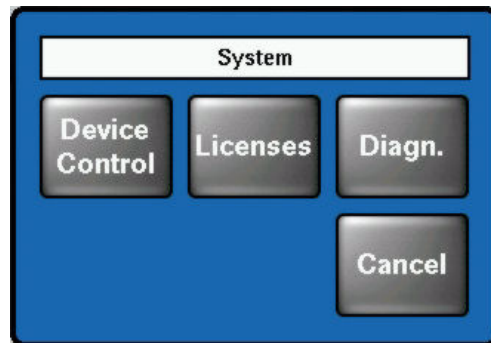 System
Device
Control
Licenses
Diagn.
Cancel